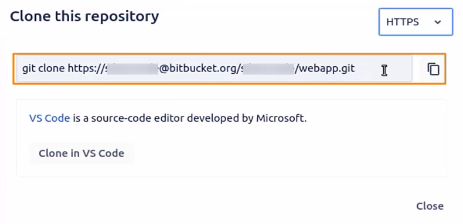 Clone this repository
HTTPS
git clone https://s @bitbucket.org/s /webapp.git
VS Code is a source-code editor developed by Microsoft.
Clone in VS Code
Close